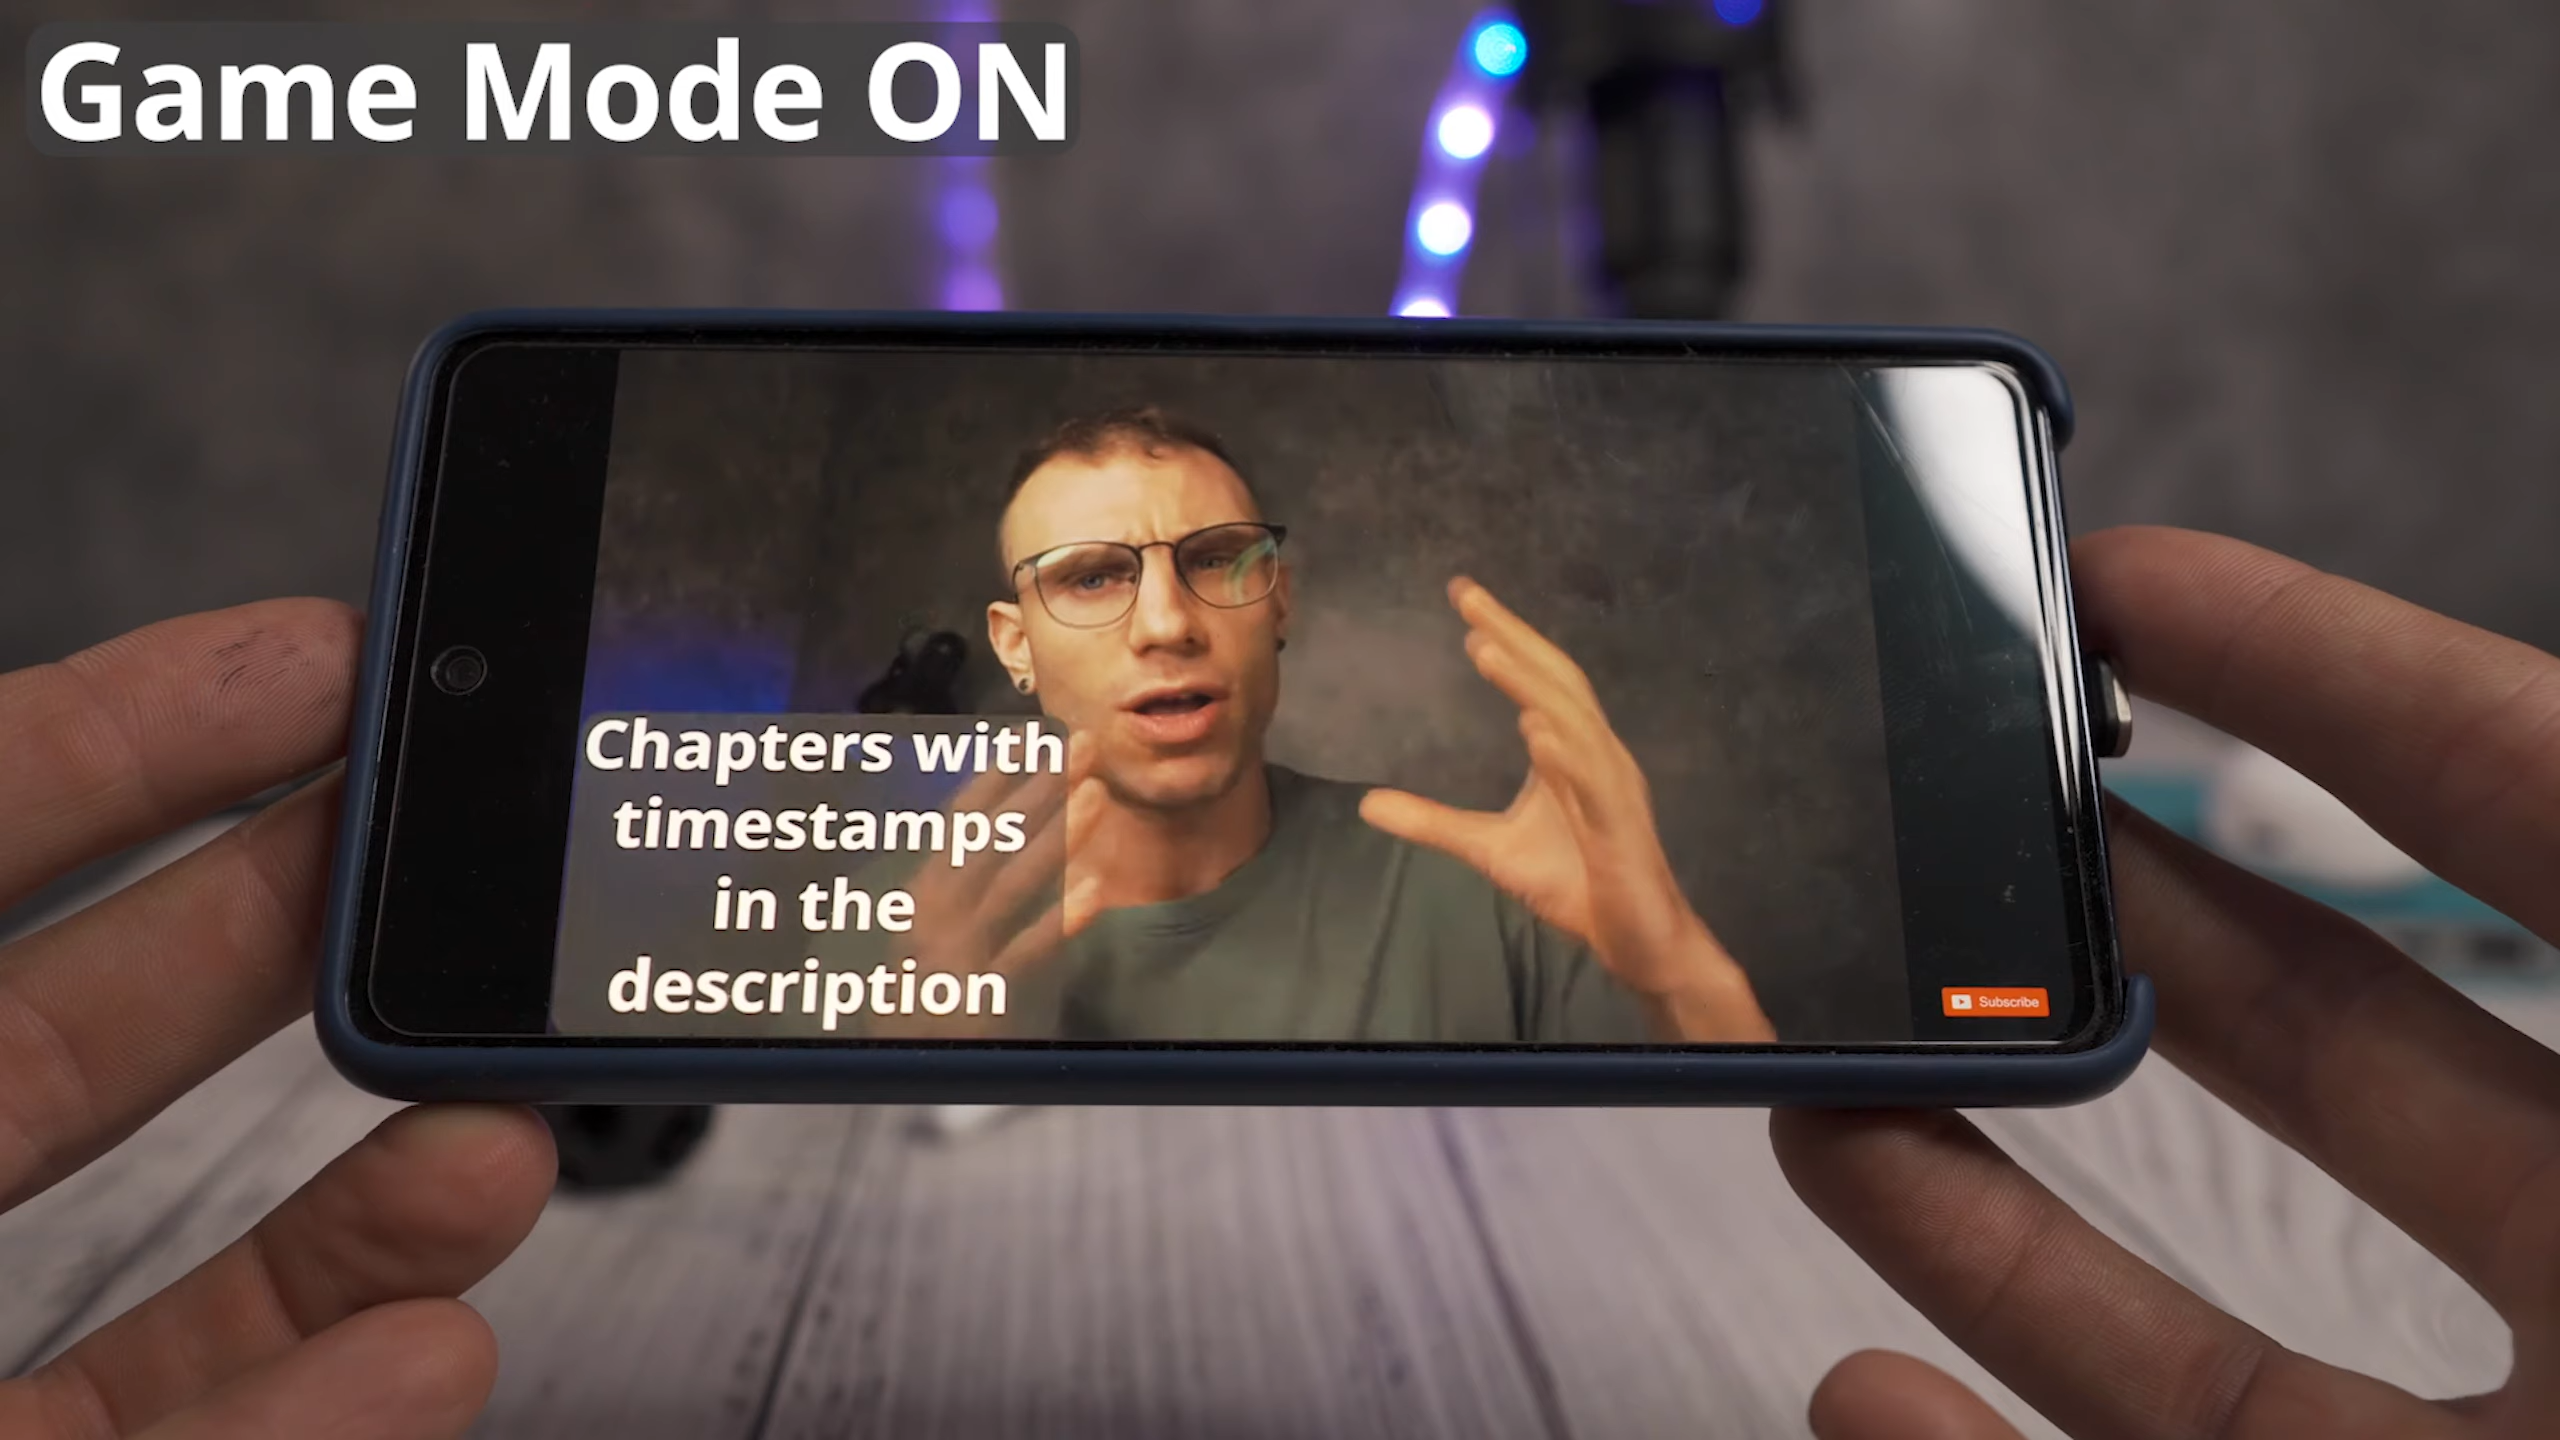 Game Mode ON
Chapters with
timestamps
in the
description
Subscribe